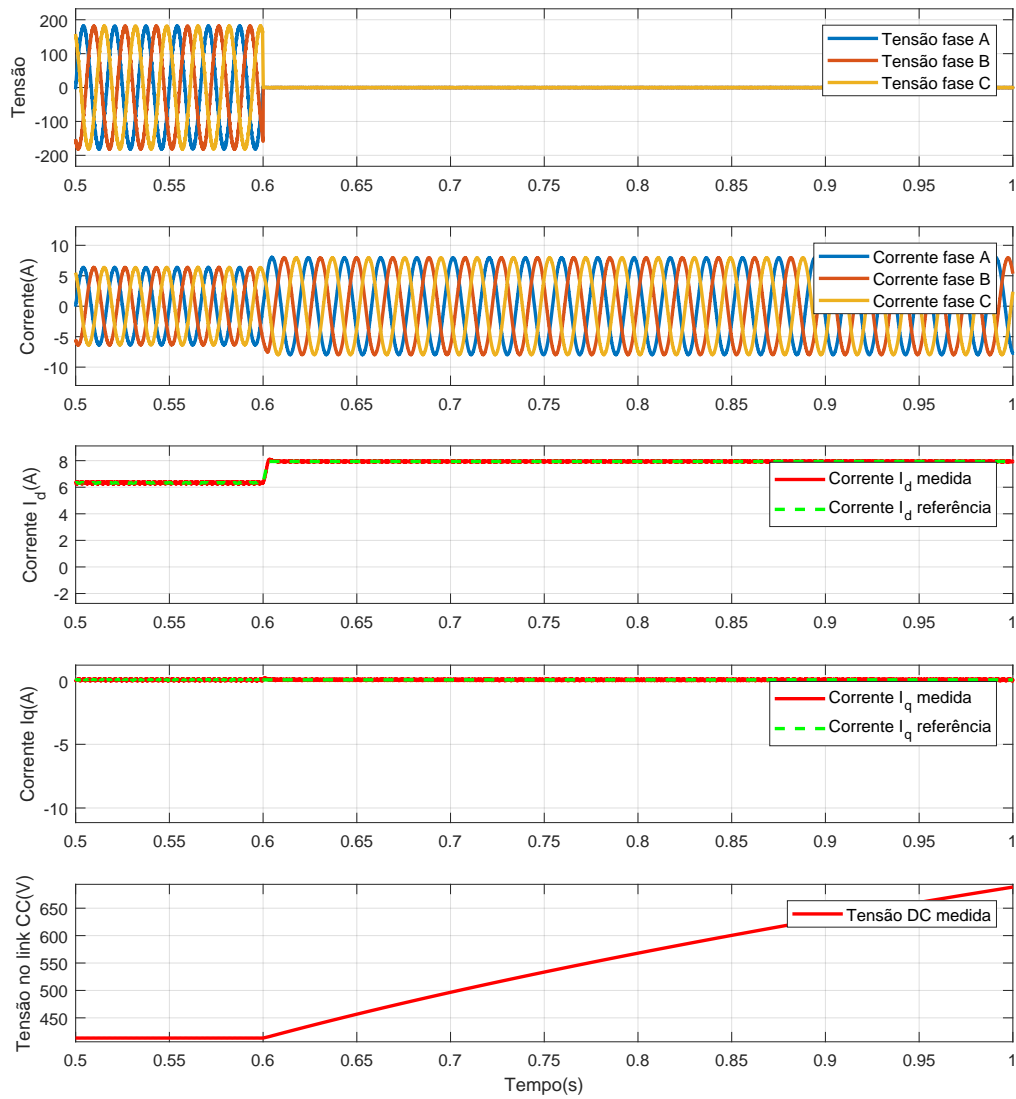 200
100
0
-100
-200
Tensão
Tensão fase A
Tensão fase B
Tensão fase C
0.5 0.55 0.6 0.65 0.7 0.75 0.8 0.85 0.9 0.95 1
10
5
0
-5
-10
Corrente(A)
Corrente fase A
Corrente fase B
Corrente fase C
0.5 0.55 0.6 0.65 0.7 0.75 0.8 0.85 0.9 0.95 1
8
6
4
2
0
-2
Corrente I_d(A)
Corrente I_d medida
Corrente I_d referência
0.5 0.55 0.6 0.65 0.7 0.75 0.8 0.85 0.9 0.95 1
0
-5
-10
Corrente Iq(A)
Corrente I_q medida
Corrente I_q referência
0.5 0.55 0.6 0.65 0.7 0.75 0.8 0.85 0.9 0.95 1
650
600
550
500
450
Tensão no link CC(V)
Tensão DC medida
0.5 0.55 0.6 0.65 0.7 0.75 0.8 0.85 0.9 0.95 1
Tempo(s)